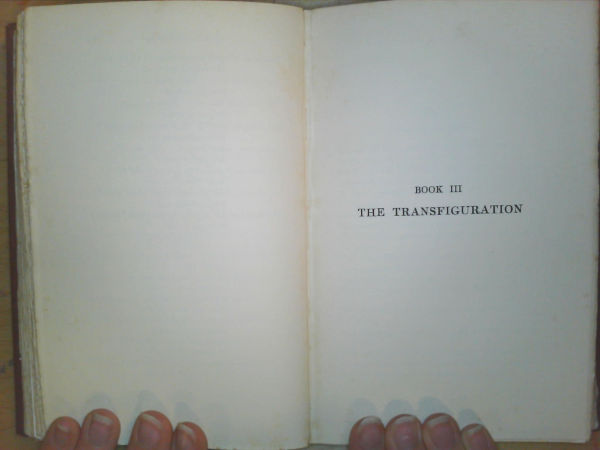 BOOK III
THE TRANSFIGURATION